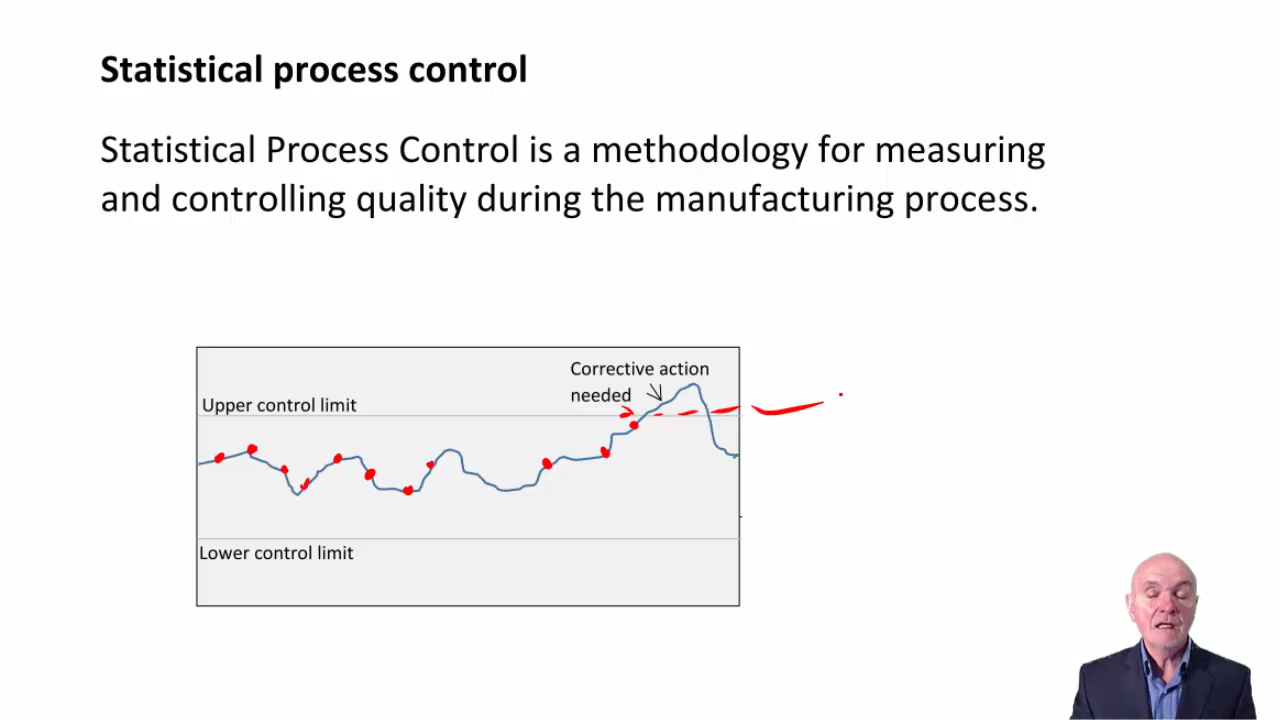 Statistical process control
Statistical Process Control is a methodology for measuring
and controlling quality during the manufacturing process.
Corrective action
needed
Upper control limit
Lower control limit